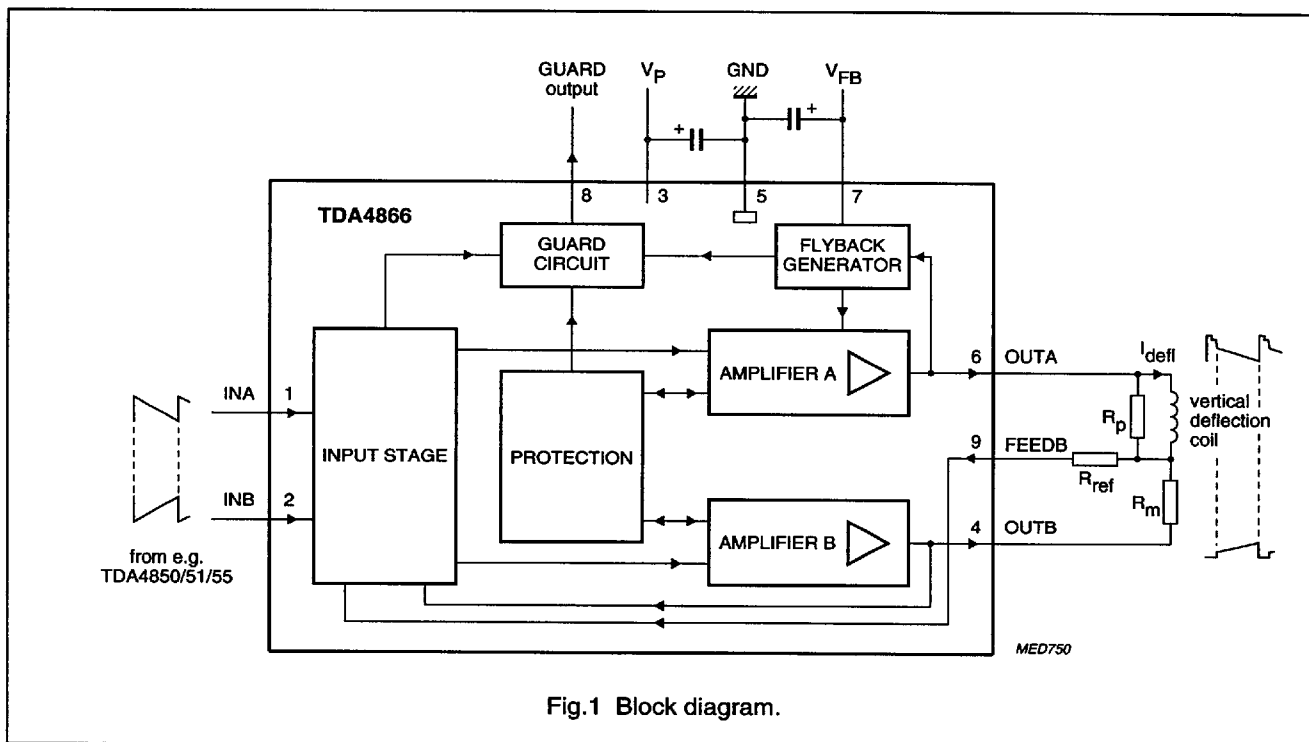 GUARD
output
V_P
GND
V_FB
+
+
8
3
5
7
TDA4866
GUARD
CIRCUIT
FLYBACK
GENERATOR
INA
1
INB
2
from e.g.
TDA4850/51/55
INPUT STAGE
PROTECTION
AMPLIFIER A
AMPLIFIER B
6
OUTA
I_defl
R_p
vertical
deflection
coil
9
FEEDB
R_ref
R_m
4
OUTB
MED750
Fig.1 Block diagram.